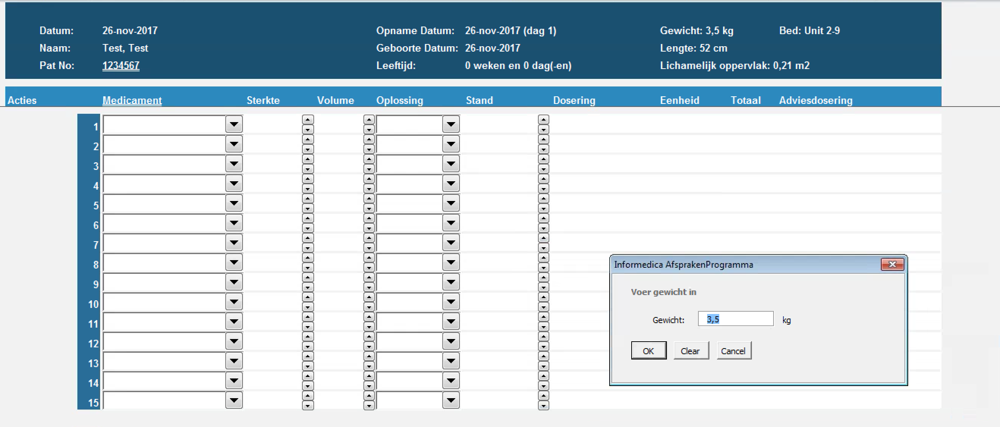 Datum: 26-nov-2017 Opname Datum: 26-nov-2017 (dag 1) Gewicht: 3,5 kg Bed: Unit 2-9
Naam: Test, Test Geboorte Datum: 26-nov-2017 Lengte: 52 cm
Pat No: 1234567 Leeftijd: 0 weken en 0 dag(-en) Lichamelijk oppervlak: 0,21 m2
Acties Medicament Sterkte Volume Oplossing Stand Dosering Eenheid Totaal Adviesdosering
1
2
3
4
5
6
7
8
9
10
11
12
13
14
15
Informedica AfsprakenProgramma
Voer gewicht in
Gewicht: 3,5 kg
OK Clear Cancel